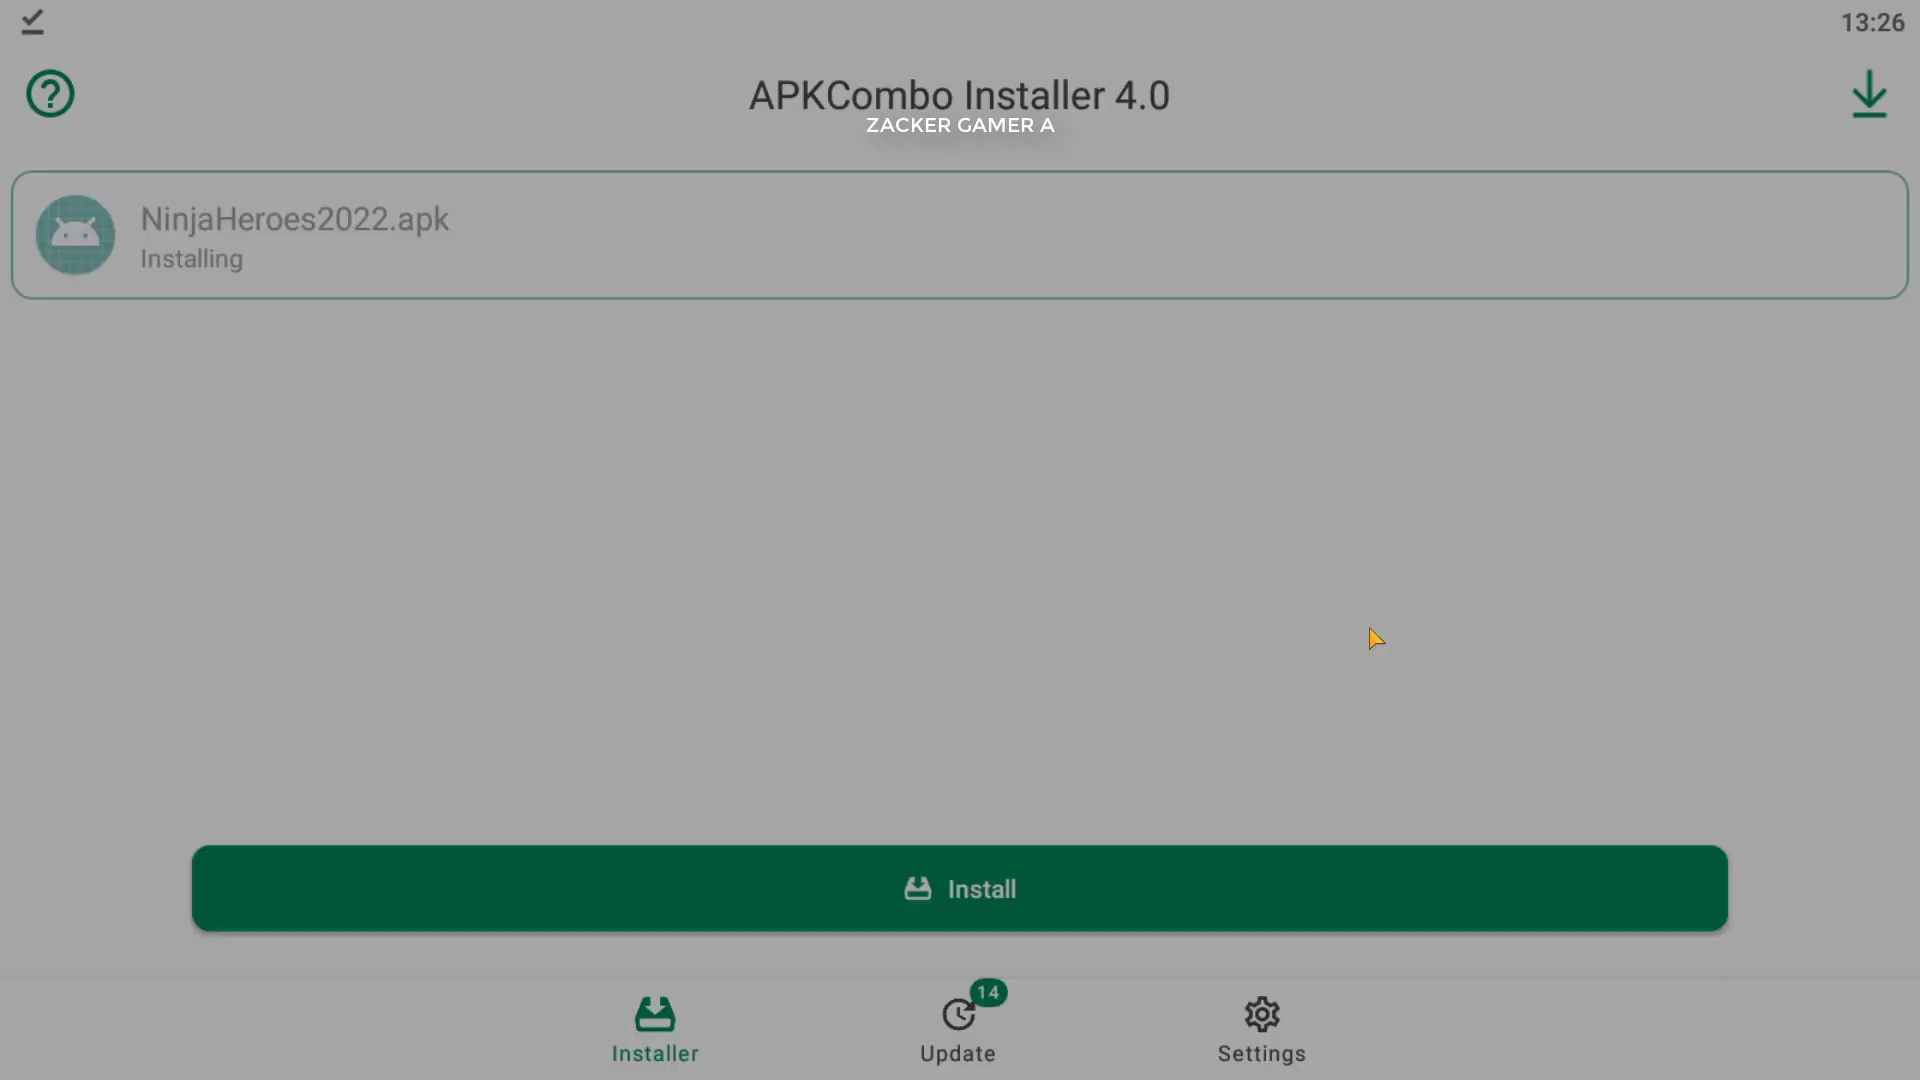 13:26
APKCombo Installer 4.0
ZACKER GAMER A
NinjaHeroes2022.apk
Installing
Install
14
Installer
Update
Settings